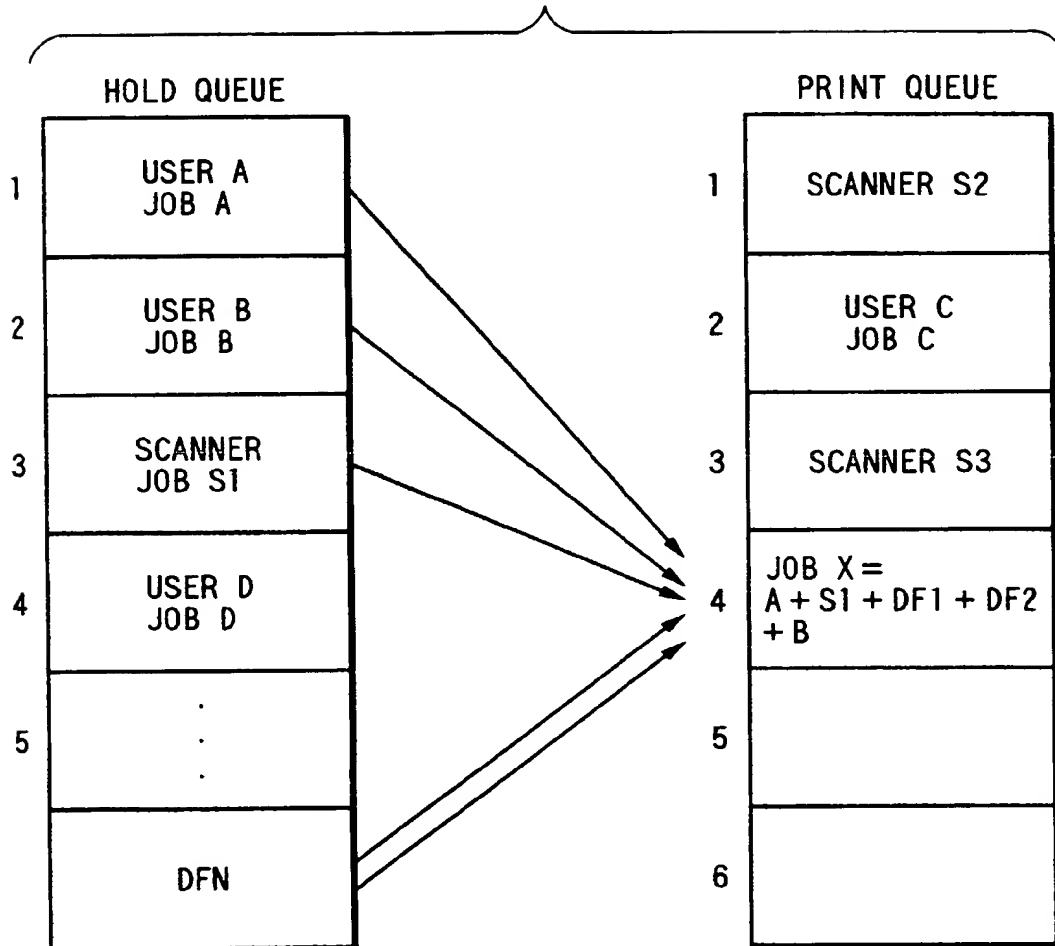 HOLD QUEUE
1
USER A
JOB A
2
USER B
JOB B
3
SCANNER
JOB S1
4
USER D
JOB D
5
.
.
.
DFN
PRINT QUEUE
1
SCANNER S2
2
USER C
JOB C
3
SCANNER S3
4
JOB X =
A + S1 + DF1 + DF2
+ B
5
6